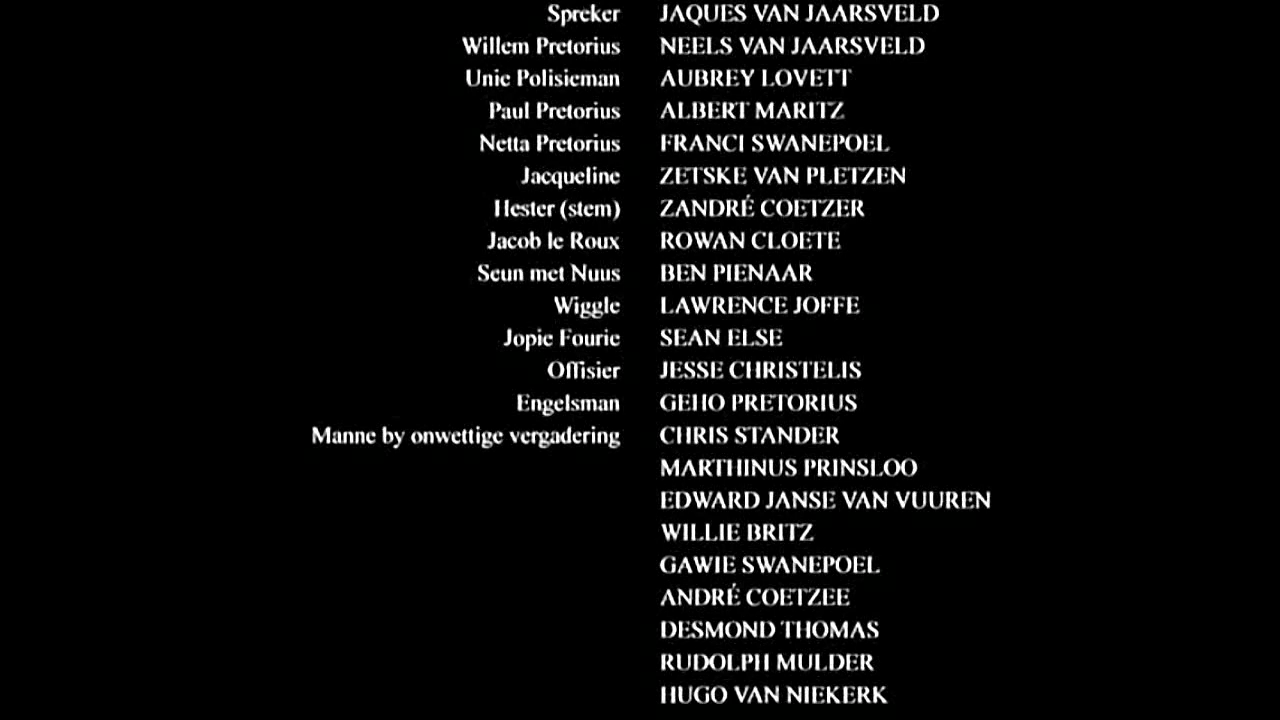 Spreker JAQUES VAN JAARSVELD
Willem Pretorius NEELS VAN JAARSVELD
Unie Polisieman AUBREY LOVETT
Paul Pretorius ALBERT MARITZ
Netta Pretorius FRANCI SWANEPOEL
Jacqueline ZETSKE VAN PLETZEN
Hester (stem) ZANDRÉ COETZER
Jacob le Roux ROWAN CLOETE
Seun met Nuus BEN PIENAAR
Wiggle LAWRENCE JOFFE
Jopie Fourie SEAN ELSE
Offisier JESSE CHRISTELIS
Engelsman GEHO PRETORIUS
Manne by onwettige vergadering CHRIS STANDER
MARTHINUS PRINSLOO
EDWARD JANSE VAN VUUREN
WILLIE BRITZ
GAWIE SWANEPOEL
ANDRÉ COETZEE
DESMOND THOMAS
RUDOLPH MULDER
HUGO VAN NIEKERK